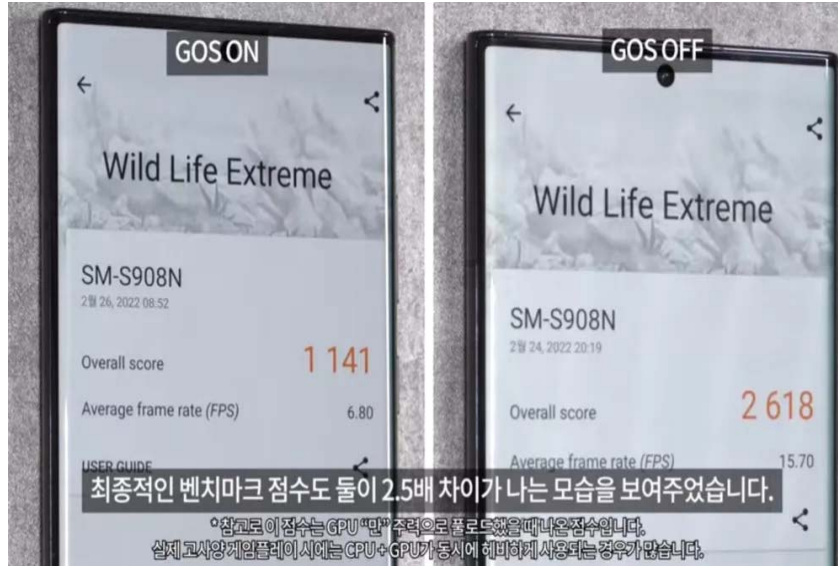 GOS ON
Wild Life Extreme
SM-S908N
2월 26, 2022 08:52
Overall score
1 141
Average frame rate (FPS)
6.80
USER GUIDE
GOS OFF
Wild Life Extreme
SM-S908N
2월 24, 2022 20:19
Overall score
2 618
Average frame rate (FPS)
15.70
최종적인 벤치마크 점수도 둘이 2.5배 차이가 나는 모습을 보여주었습니다.
*참고로 이 점수는 GPU “만” 주력으로 풀로드했을 때 나온 점수입니다.
실제 고사양 게임플레이 시에는 CPU + GPU가 동시에 헤비하게 사용되는 경우가 많습니다.